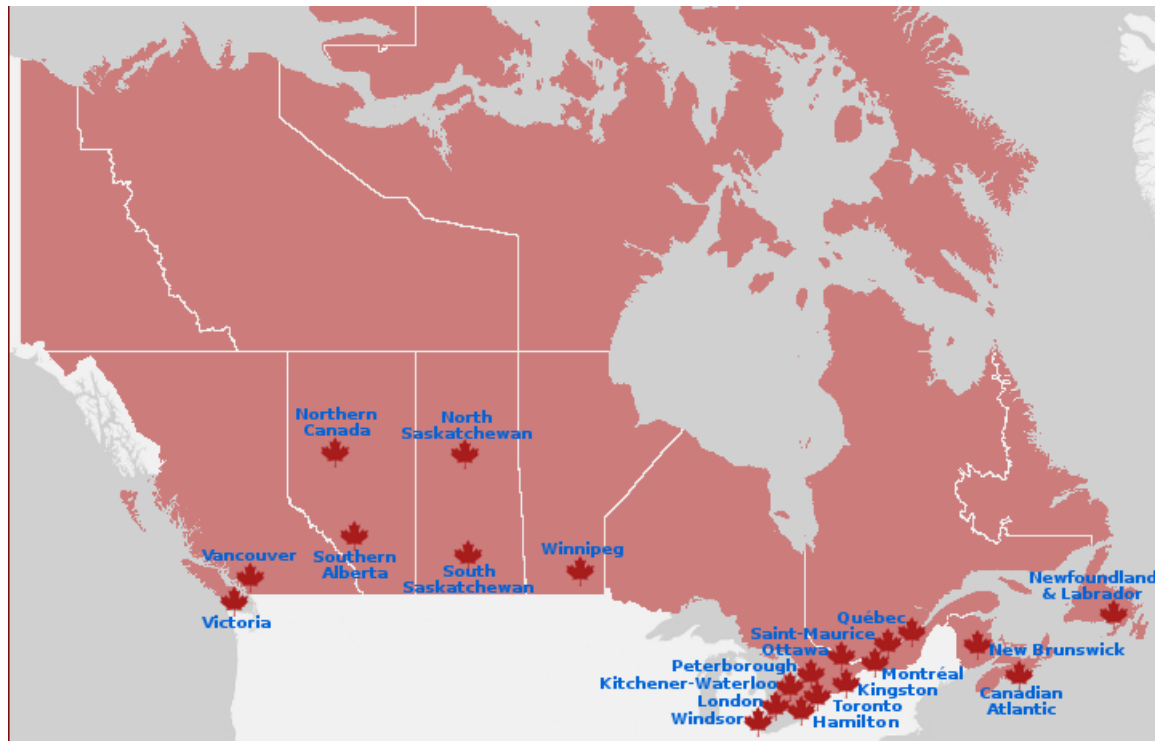 Northern
Canada
North
Saskatchewan
Vancouver
Southern
Alberta
South
Saskatchewan
Winnipeg
Victoria
Newfoundland
& Labrador
Québec
Saint-Maurice
Ottawa
New Brunswick
Peterborough
Montréal
Kitchener-Waterloo
Kingston
Canadian
Atlantic
London
Toronto
Windsor
Hamilton